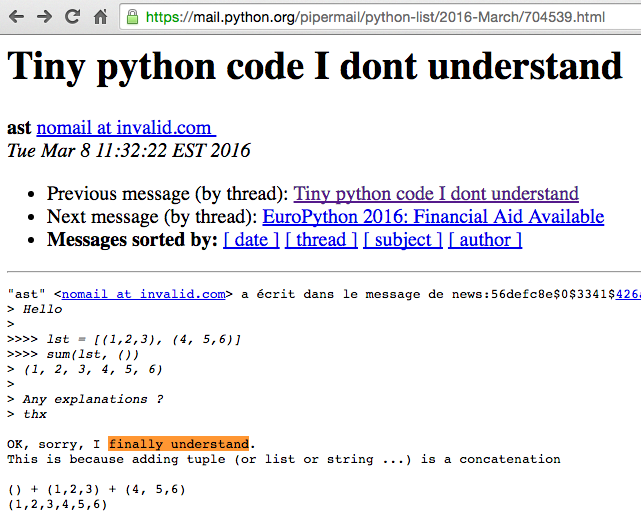 https://mail.python.org/pipermail/python-list/2016-March/704539.html
Tiny python code I dont understand
ast nomail at invalid.com
Tue Mar 8 11:32:22 EST 2016
• Previous message (by thread): Tiny python code I dont understand
• Next message (by thread): EuroPython 2016: Financial Aid Available
• Messages sorted by: [ date ] [ thread ] [ subject ] [ author ]
"ast" <nomail at invalid.com> a écrit dans le message de news:56defc8e$0$3341$426
> Hello
>
>>>> lst = [(1,2,3), (4, 5,6)]
>>>> sum(lst, ())
> (1, 2, 3, 4, 5, 6)
>
> Any explanations ?
> thx
OK, sorry, I finally understand.
This is because adding tuple (or list or string ...) is a concatenation
() + (1,2,3) + (4, 5,6)
(1,2,3,4,5,6)